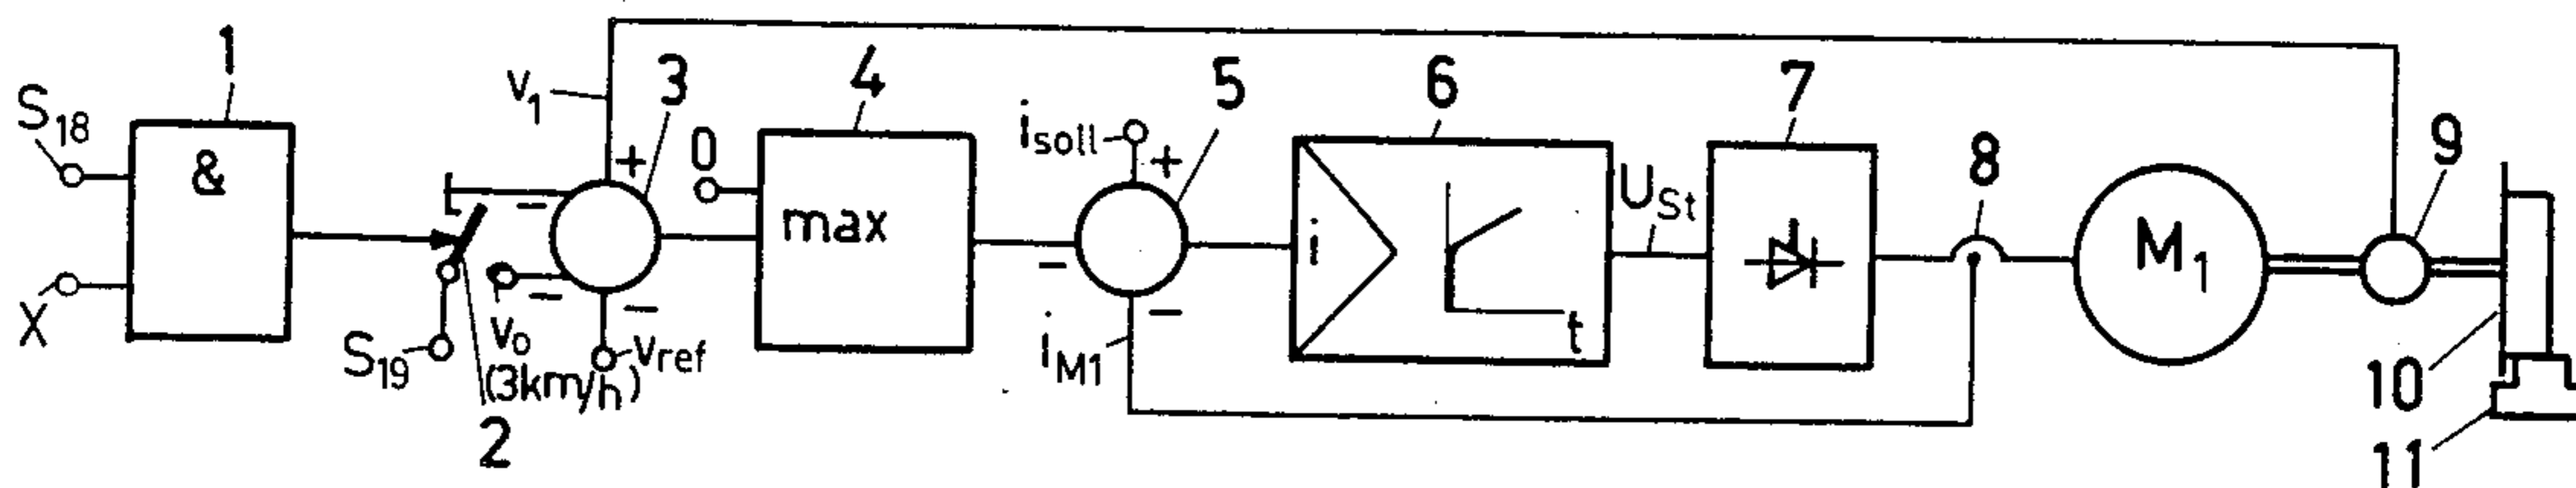 1
S18
&
X
2
S19
v1
+
3
−
−
−
v0
(3km/h)
vref
0
4
max
isoll
+
5
−
−
iM1
6
i
t
USt
7
8
M1
9
10
11